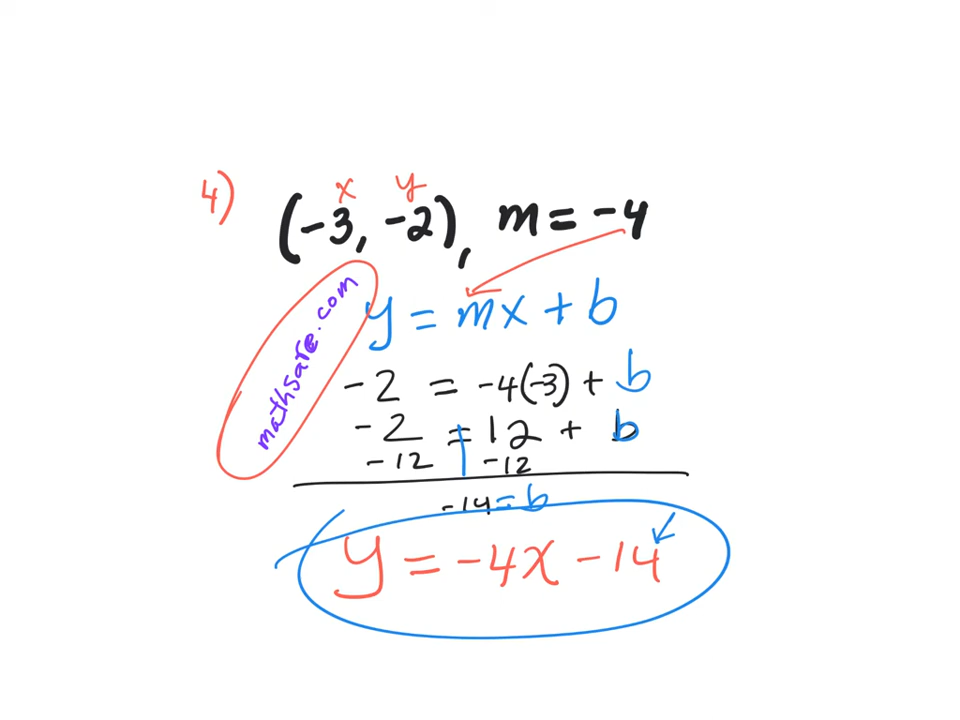 4)
x y
(-3, -2), m = -4
mathsare.com
y = mx + b
-2 = -4(-3) + b
-2 = 12 + b
-12 -12
-14 = b
y = -4x - 14